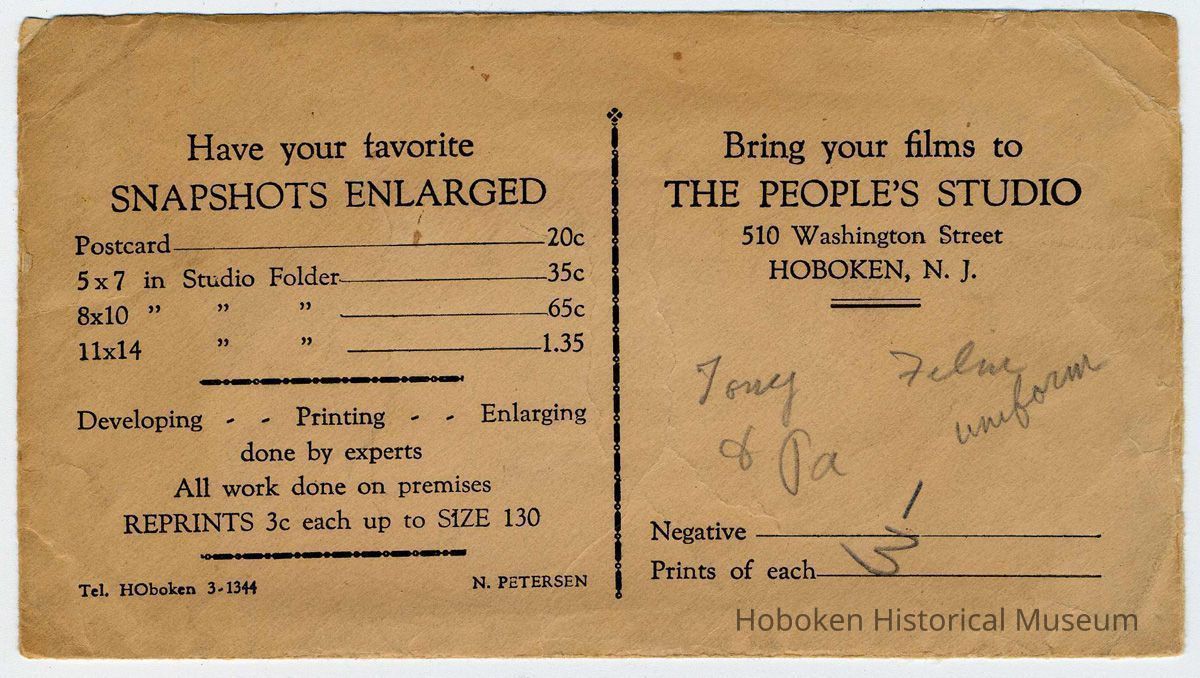 Have your favorite
SNAPSHOTS ENLARGED
Postcard 20c
5x7 in Studio Folder 35c
8x10 " " " 65c
11x14 " " 1.35
Developing - - Printing - - Enlarging
done by experts
All work done on premises
REPRINTS 3c each up to SIZE 130
Tel. HOboken 3-1344
N. PETERSEN
Bring your films to
THE PEOPLE'S STUDIO
510 Washington Street
HOBOKEN, N. J.
Tony
& Pa
uniform
Negative
Prints of each
Hoboken Historical Museum